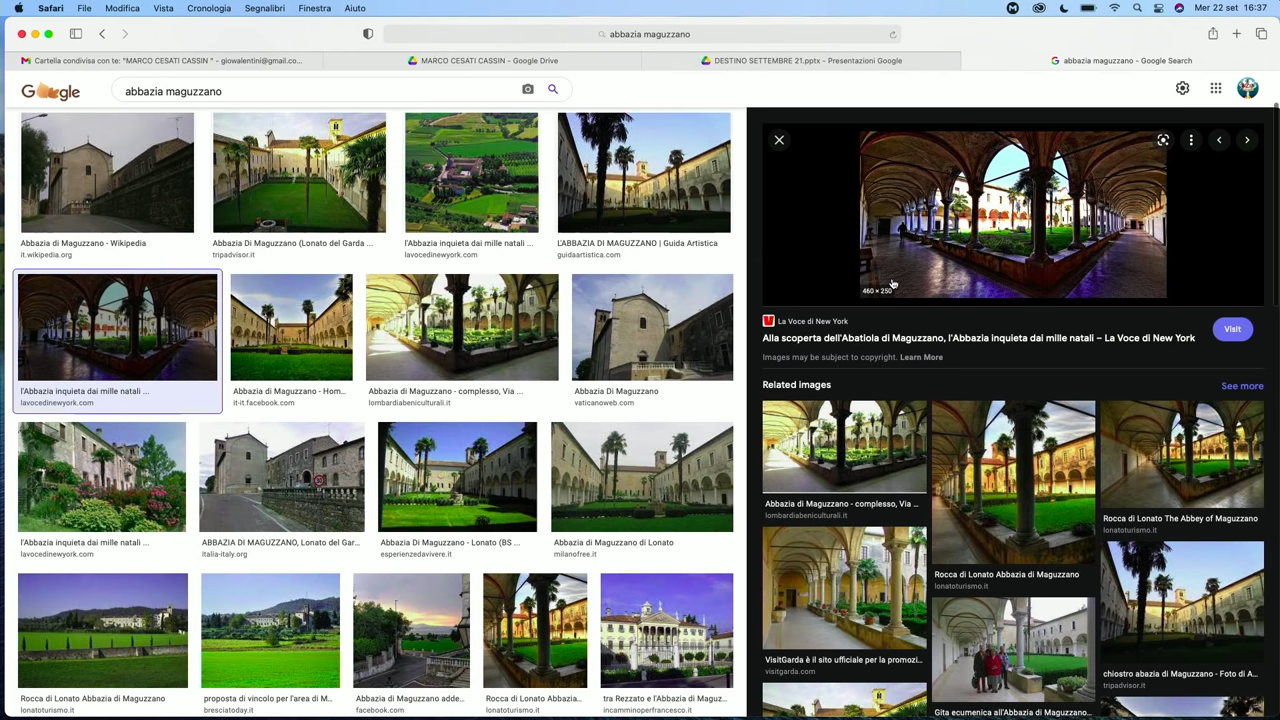 Safari File Modifica Vista Cronologia Segnalibri Finestra Aiuto Mer 22 set 16:37
abbazia maguzzano
Cartella condivisa con te: "MARCO CESATI CASSIN " - giowalentini@gmail.co... MARCO CESATI CASSIN - Google Drive DESTINO SETTEMBRE 21.pptx - Presentazioni Google abbazia maguzzano - Google Search
abbazia maguzzano
Abbazia di Maguzzano - Wikipedia
it.wikipedia.org
Abbazia Di Maguzzano (Lonato del Garda ...
tripadvisor.it
l'Abbazia inquieta dai mille natali ...
lavocedinewyork.com
L'ABBAZIA DI MAGUZZANO | Guida Artistica
guidaartistica.com
l'Abbazia inquieta dai mille natali ...
lavocedinewyork.com
Abbazia di Maguzzano - Hom...
it-it.facebook.com
Abbazia di Maguzzano - complesso, Via ...
lombardiabeniculturali.it
Abbazia Di Maguzzano
vaticanoweb.com
l'Abbazia inquieta dai mille natali ...
lavocedinewyork.com
ABBAZIA DI MAGUZZANO, Lonato del Gar...
italia-italy.org
Abbazia Di Maguzzano - Lonato (BS ...
esperienzedavivere.it
Abbazia di Maguzzano di Lonato
milanofree.it
Rocca di Lonato Abbazia di Maguzzano
lonatoturismo.it
proposta di vincolo per l'area di M...
bresciatoday.it
Abbazia di Maguzzano adde...
facebook.com
Rocca di Lonato Abbazia...
lonatoturismo.it
tra Rezzato e l'Abbazia di Maguz...
incamminoperfrancesco.it
460 × 250
La Voce di New York
Alla scoperta dell'Abatiola di Maguzzano, l'Abbazia inquieta dai mille natali – La Voce di New York
Visit
Images may be subject to copyright. Learn More
Related images
See more
Abbazia di Maguzzano - complesso, Via ...
lombardiabeniculturali.it
Rocca di Lonato The Abbey of Maguzzano
lonatoturismo.it
Rocca di Lonato Abbazia di Maguzzano
lonatoturismo.it
VisitGarda è il sito ufficiale per la promozi...
visitgarda.com
chiostro abazia di Maguzzano - Foto di A...
tripadvisor.it
Gita ecumenica all'Abbazia di Maguzzano...